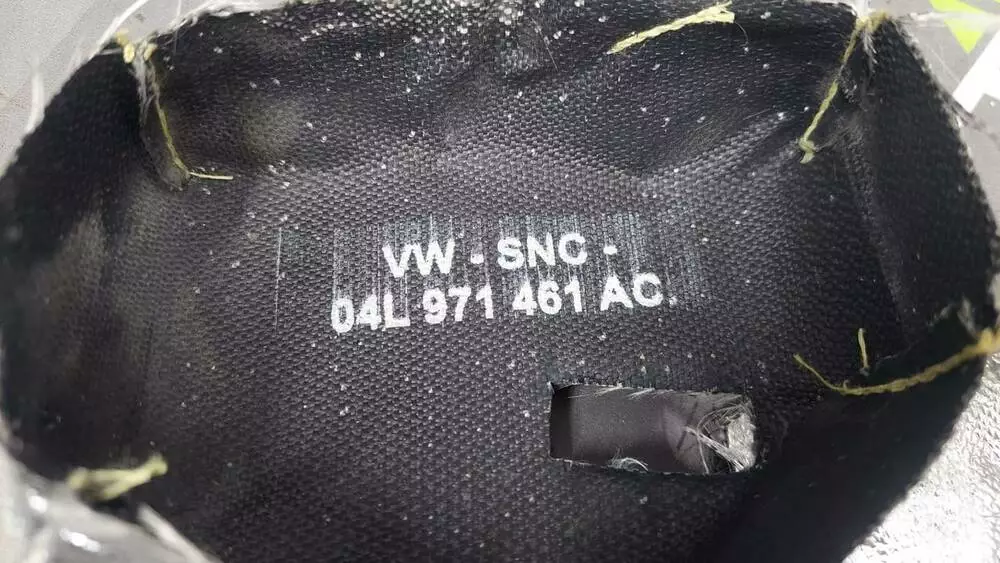 VW - SNC -
04L 971 461 AC